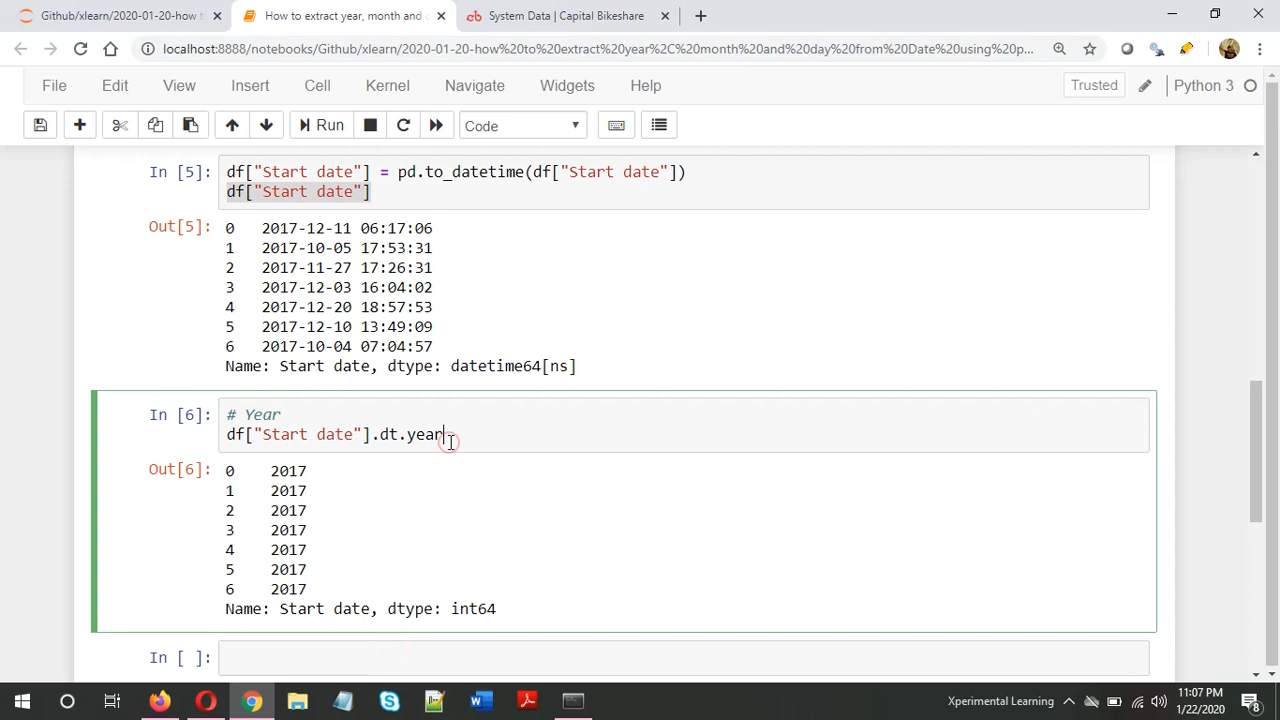 Github/xlearn/2020-01-20-how t
How to extract year, month and
System Data | Capital Bikeshare
localhost:8888/notebooks/Github/xlearn/2020-01-20-how%20to%20extract%20year%2C%20month%20and%20day%20from%20Date%20using%20p...
File Edit View Insert Cell Kernel Navigate Widgets Help Trusted Python 3
Run Code
In [5]: df["Start date"] = pd.to_datetime(df["Start date"])
df["Start date"]
Out[5]: 0 2017-12-11 06:17:06
1 2017-10-05 17:53:31
2 2017-11-27 17:26:31
3 2017-12-03 16:04:02
4 2017-12-20 18:57:53
5 2017-12-10 13:49:09
6 2017-10-04 07:04:57
Name: Start date, dtype: datetime64[ns]
In [6]: # Year
df["Start date"].dt.year
Out[6]: 0 2017
1 2017
2 2017
3 2017
4 2017
5 2017
6 2017
Name: Start date, dtype: int64
In [ ]:
Xperimental Learning
11:07 PM
1/22/2020
8